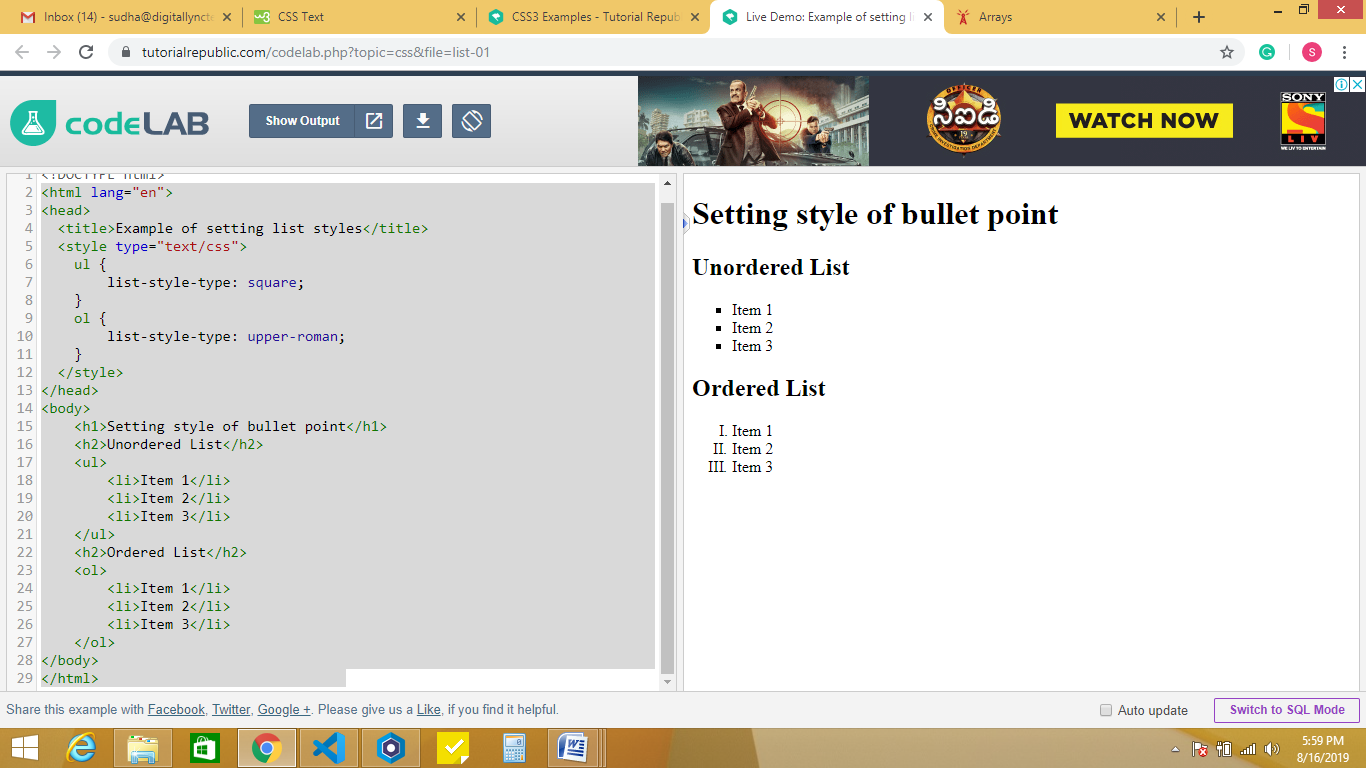 Inbox (14) - sudha@digitallyncte
CSS Text
CSS3 Examples - Tutorial Repub
Live Demo: Example of setting li
Arrays
tutorialrepublic.com/codelab.php?topic=css&file=list-01
S
codeLAB
Show Output
OFFICER
సిఐడి
19
WATCH NOW
SONY
LIV
WE LIV TO ENTERTAIN
1 <!DOCTYPE html>
2 <html lang="en">
3 <head>
4   <title>Example of setting list styles</title>
5   <style type="text/css">
6     ul {
7         list-style-type: square;
8     }
9     ol {
10         list-style-type: upper-roman;
11     }
12   </style>
13 </head>
14 <body>
15     <h1>Setting style of bullet point</h1>
16     <h2>Unordered List</h2>
17     <ul>
18         <li>Item 1</li>
19         <li>Item 2</li>
20         <li>Item 3</li>
21     </ul>
22     <h2>Ordered List</h2>
23     <ol>
24         <li>Item 1</li>
25         <li>Item 2</li>
26         <li>Item 3</li>
27     </ol>
28 </body>
29 </html>
Setting style of bullet point
Unordered List
▪ Item 1
▪ Item 2
▪ Item 3
Ordered List
I. Item 1
II. Item 2
III. Item 3
Share this example with Facebook, Twitter, Google +. Please give us a Like, if you find it helpful.
Auto update
Switch to SQL Mode
5:59 PM
8/16/2019